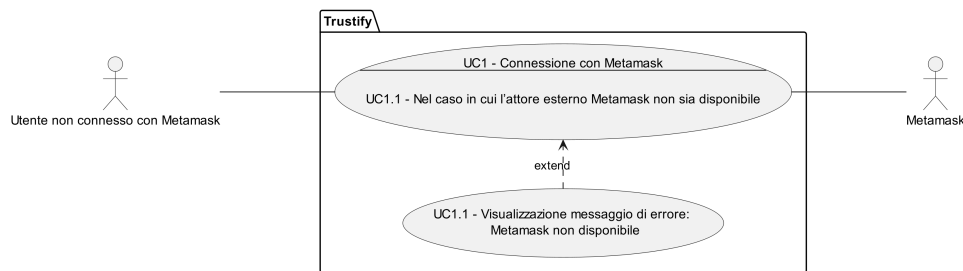 Trustify
UC1 - Connessione con Metamask
UC1.1 - Nel caso in cui l'attore esterno Metamask non sia disponibile
Utente non connesso con Metamask
Metamask
extend
UC1.1 - Visualizzazione messaggio di errore:
Metamask non disponibile